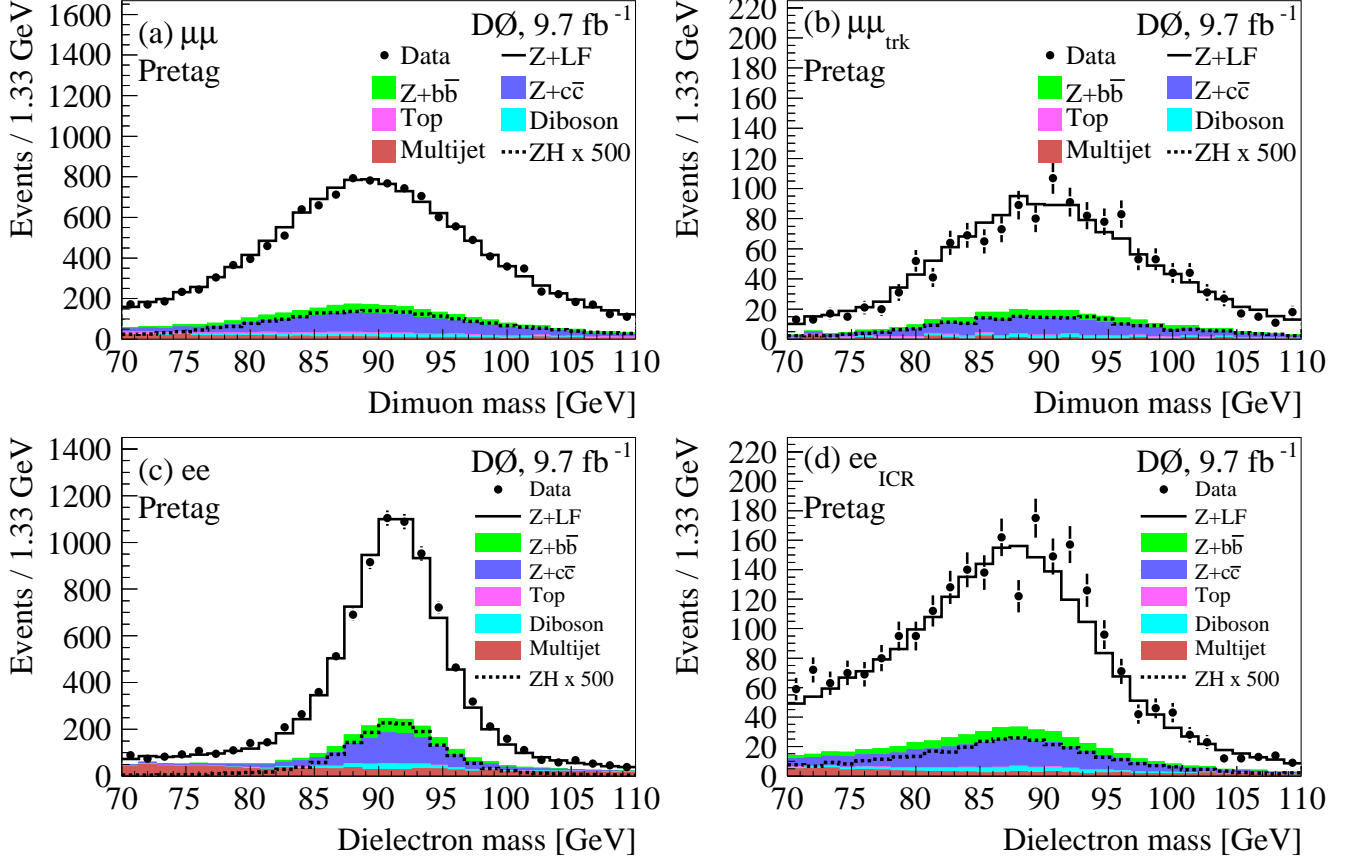 (a) μμ
Pretag
DØ, 9.7 fb⁻¹
Data
Z+LF
Z+bb̅
Z+cc̅
Top
Diboson
Multijet
ZH x 500
Events / 1.33 GeV
1600
1400
1200
1000
800
600
400
200
0
70 75 80 85 90 95 100 105 110
Dimuon mass [GeV]
(b) μμ_trk
Pretag
DØ, 9.7 fb⁻¹
Data
Z+LF
Z+bb̅
Z+cc̅
Top
Diboson
Multijet
ZH x 500
Events / 1.33 GeV
220
200
180
160
140
120
100
80
60
40
20
0
70 75 80 85 90 95 100 105 110
Dimuon mass [GeV]
(c) ee
Pretag
DØ, 9.7 fb⁻¹
Data
Z+LF
Z+bb̅
Z+cc̅
Top
Diboson
Multijet
ZH x 500
Events / 1.33 GeV
1400
1200
1000
800
600
400
200
0
70 75 80 85 90 95 100 105 110
Dielectron mass [GeV]
(d) ee_ICR
Pretag
DØ, 9.7 fb⁻¹
Data
Z+LF
Z+bb̅
Z+cc̅
Top
Diboson
Multijet
ZH x 500
Events / 1.33 GeV
220
200
180
160
140
120
100
80
60
40
20
0
70 75 80 85 90 95 100 105 110
Dielectron mass [GeV]